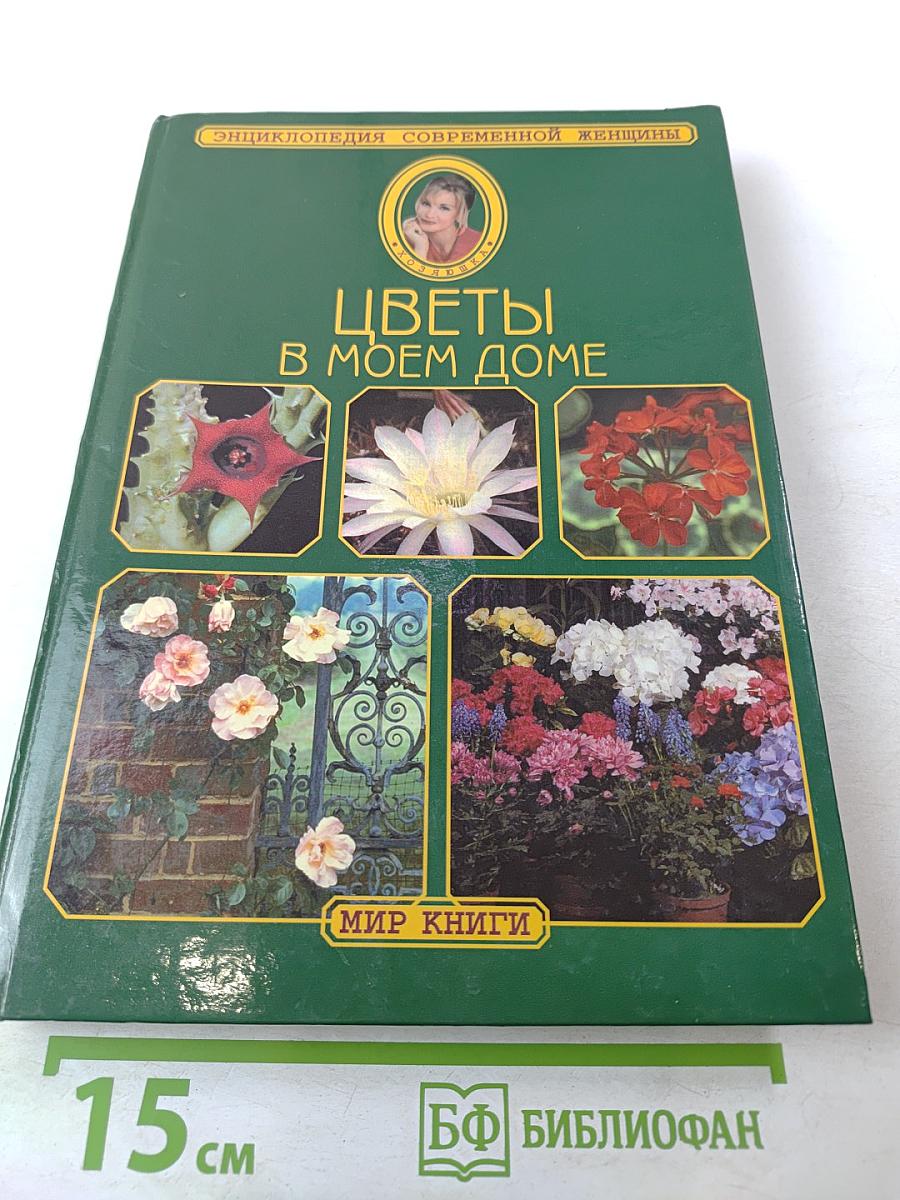 ЭНЦИКЛОПЕДИЯ СОВРЕМЕННОЙ ЖЕНЩИНЫ
ХОЗЯЮШКА
ЦВЕТЫ
В МОЕМ ДОМЕ
МИР КНИГИ
15 см
БФ БИБЛИОФАН